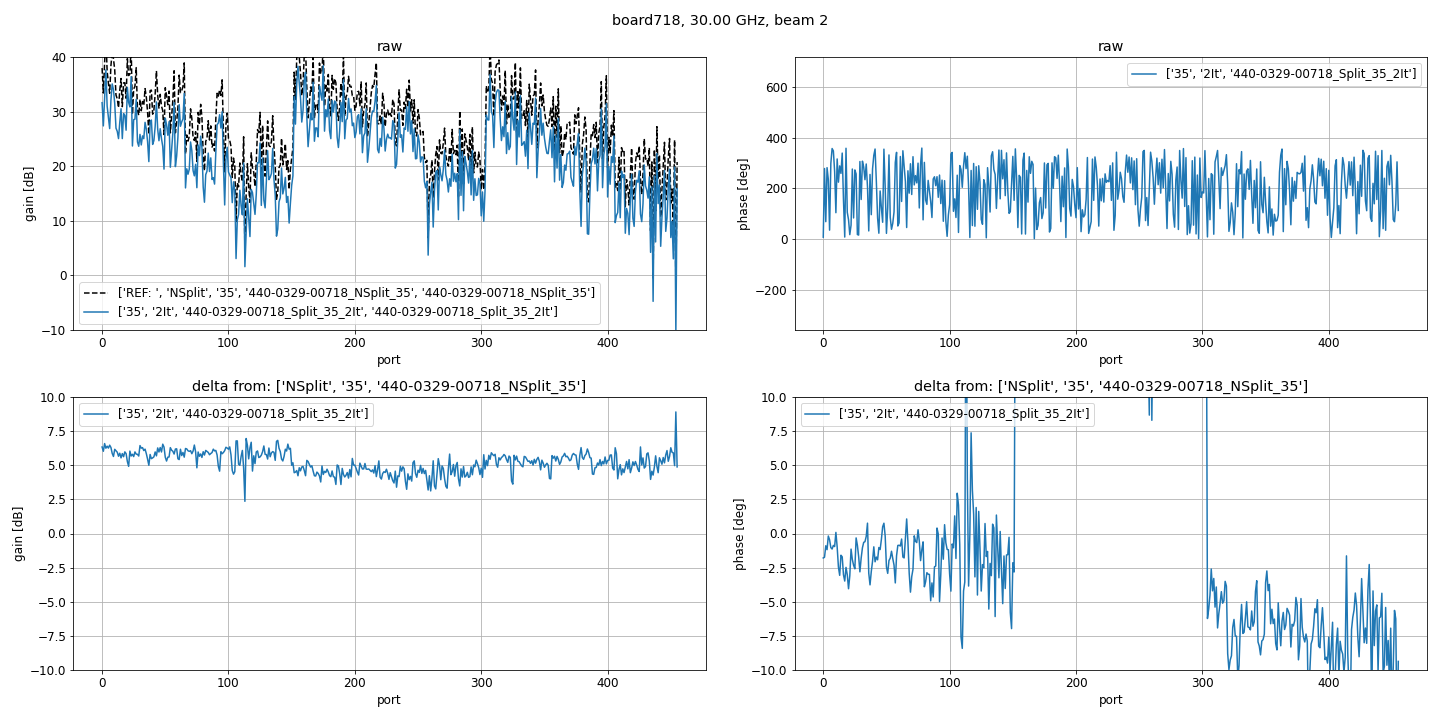 board718, 30.00 GHz, beam 2
raw
40
30
20
10
0
−10
gain [dB]
['REF: ', 'NSplit', '35', '440-0329-00718_NSplit_35', '440-0329-00718_NSplit_35']
['35', '2It', '440-0329-00718_Split_35_2It', '440-0329-00718_Split_35_2It']
0 100 200 300 400
port
raw
600
400
200
0
−200
phase [deg]
['35', '2It', '440-0329-00718_Split_35_2It']
0 100 200 300 400
port
delta from: ['NSplit', '35', '440-0329-00718_NSplit_35']
10.0
7.5
5.0
2.5
0.0
−2.5
−5.0
−7.5
−10.0
gain [dB]
['35', '2It', '440-0329-00718_Split_35_2It']
0 100 200 300 400
port
delta from: ['NSplit', '35', '440-0329-00718_NSplit_35']
10.0
7.5
5.0
2.5
0.0
−2.5
−5.0
−7.5
−10.0
phase [deg]
['35', '2It', '440-0329-00718_Split_35_2It']
0 100 200 300 400
port